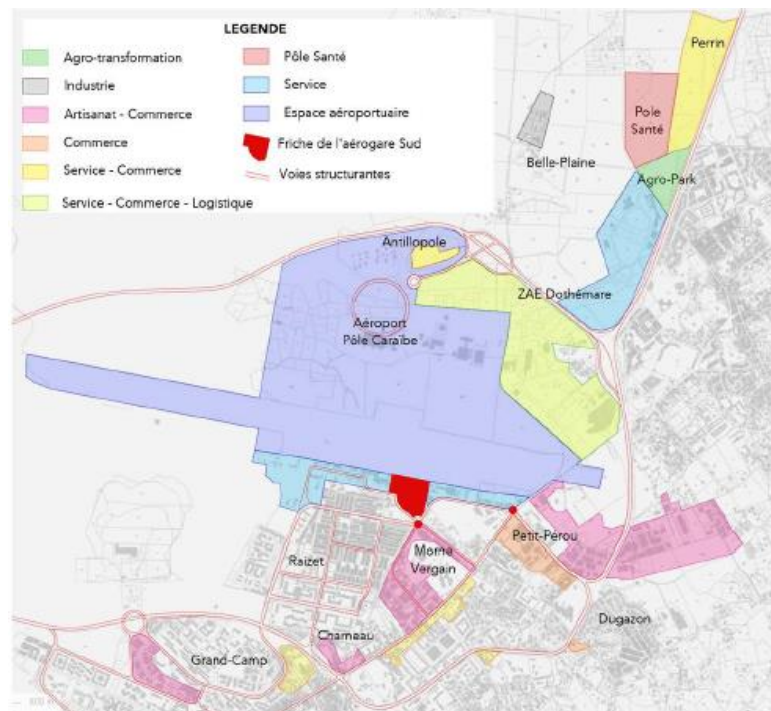 LEGENDE
Agro-transformation
Industrie
Artisanat - Commerce
Commerce
Service - Commerce
Service - Commerce - Logistique
Pôle Santé
Service
Espace aéroportuaire
Friche de l'aérogare Sud
Voies structurantes
Perrin
Pole
Santé
Belle-Plaine
Agro-Park
Antillopole
ZAE Dothémare
Aéroport
Pôle Caraïbe
Petit-Pérou
Raizet
Morne
Vergain
Dugazon
Charneau
Grand-Camp